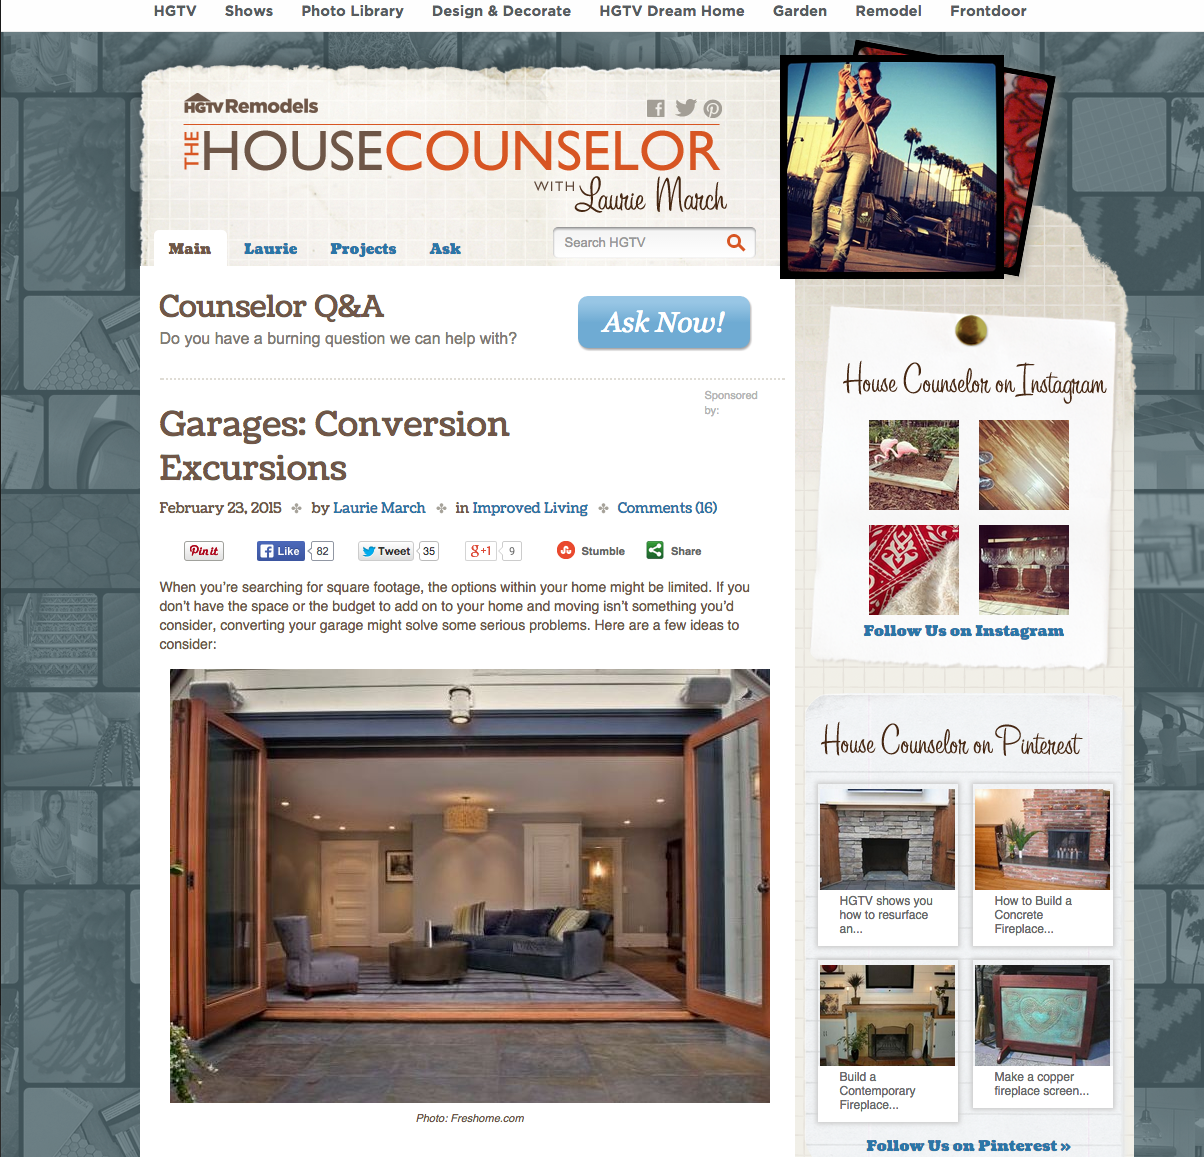 HGTV Shows Photo Library Design & Decorate HGTV Dream Home Garden Remodel Frontdoor
HGTV Remodels
THE HOUSECOUNSELOR
WITH Laurie March
Main Laurie Projects Ask
Search HGTV
Counselor Q&A
Do you have a burning question we can help with?
Ask Now!
Sponsored
by:
Garages: Conversion
Excursions
February 23, 2015 by Laurie March in Improved Living Comments (16)
Pin it Like 82 Tweet 35 g+1 9 Stumble Share
When you're searching for square footage, the options within your home might be limited. If you
don't have the space or the budget to add on to your home and moving isn't something you'd
consider, converting your garage might solve some serious problems. Here are a few ideas to
consider:
Photo: Freshome.com
House Counselor on Instagram
Follow Us on Instagram
House Counselor on Pinterest
HGTV shows you
how to resurface
an...
How to Build a
Concrete
Fireplace...
Build a
Contemporary
Fireplace...
Make a copper
fireplace screen...
Follow Us on Pinterest »